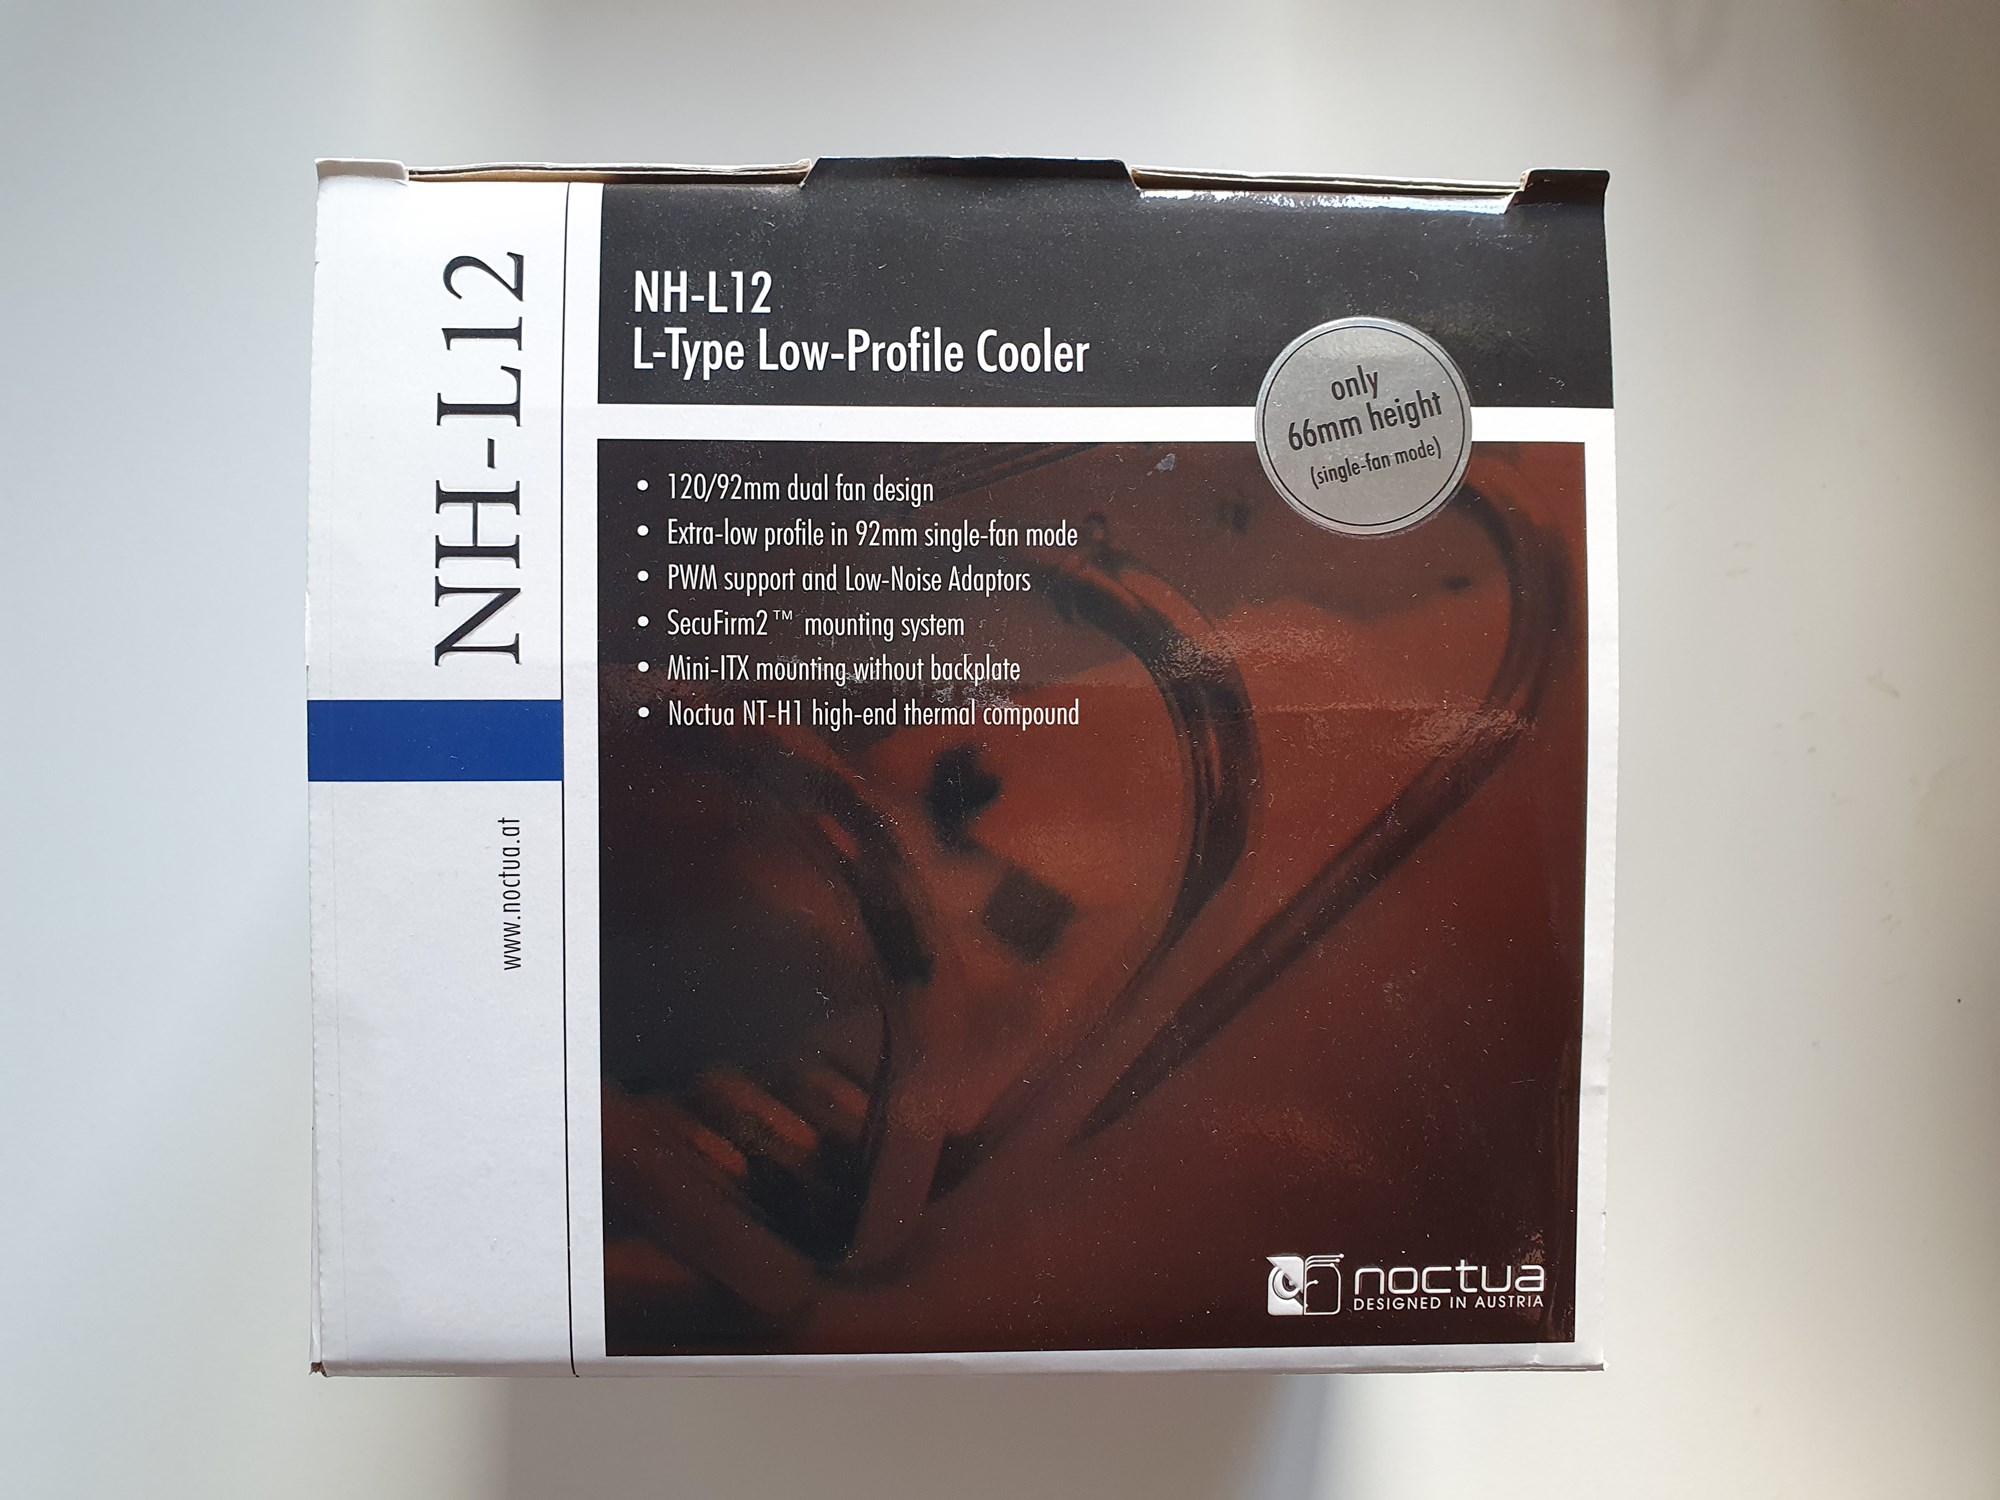 NH-L12
www.noctua.at
NH-L12
L-Type Low-Profile Cooler
only
66mm height
(single-fan mode)
• 120/92mm dual fan design
• Extra-low profile in 92mm single-fan mode
• PWM support and Low-Noise Adaptors
• SecuFirm2™ mounting system
• Mini-ITX mounting without backplate
• Noctua NT-H1 high-end thermal compound
noctua
DESIGNED IN AUSTRIA